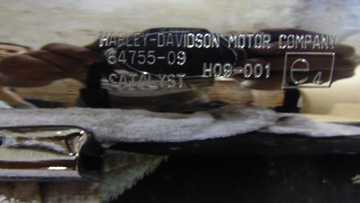 HARLEY-DAVIDSON MOTOR COMPANY
64755-09
CATALYST H09-001 e4